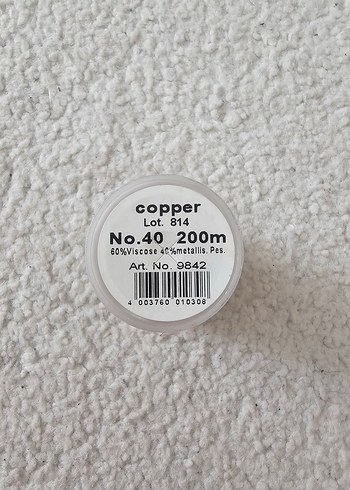 copper
Lot. 814
No.40 200m
60%Viscose 40%metallis. Pes.
Art. No. 9842
4 003760 010308